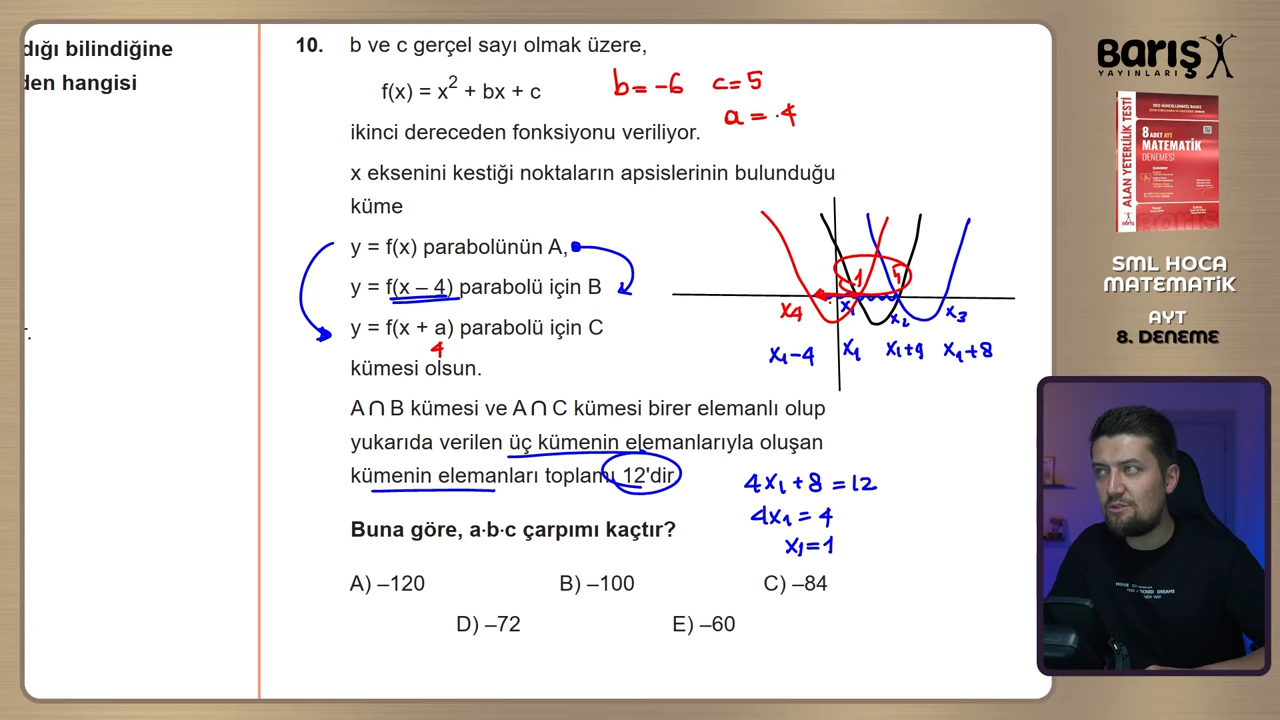 dığı bilindiğine
den hangisi
r.
10. b ve c gerçel sayı olmak üzere,
f(x) = x² + bx + c
b = -6 c = 5
a = 4
ikinci dereceden fonksiyonu veriliyor.
x eksenini kestiği noktaların apsislerinin bulunduğu
küme
y = f(x) parabolünün A,
y = f(x – 4) parabolü için B
y = f(x + a) parabolü için C
4
kümesi olsun.
A ∩ B kümesi ve A ∩ C kümesi birer elemanlı olup
yukarıda verilen üç kümenin elemanlarıyla oluşan
kümenin elemanları toplamı 12'dir.
Buna göre, a·b·c çarpımı kaçtır?
A) –120 B) –100 C) –84
D) –72 E) –60
1 5
x₄ x₁ x₂ x₃
x₁-4 x₁ x₁+4 x₁+8
4x₁ + 8 = 12
4x₁ = 4
x₁ = 1
BARIŞ
YAYINLARI
ALAN YETERLİLİK TESTİ
8 ADET AYT
MATEMATİK
DENEMESİ
SML HOCA
MATEMATİK
AYT
8. DENEME